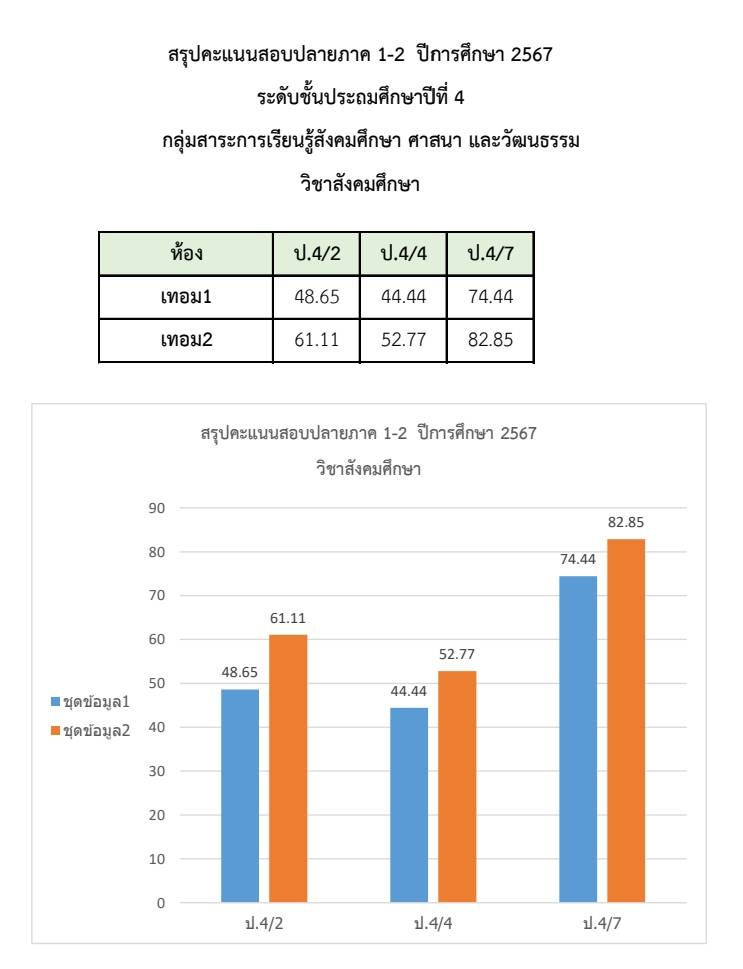 สรุปคะแนนสอบปลายภาค 1-2 ปีการศึกษา 2567
ระดับชั้นประถมศึกษาปีที่ 4
กลุ่มสาระการเรียนรู้สังคมศึกษา ศาสนา และวัฒนธรรม
วิชาสังคมศึกษา
ห้อง ป.4/2 ป.4/4 ป.4/7
เทอม1 48.65 44.44 74.44
เทอม2 61.11 52.77 82.85
สรุปคะแนนสอบปลายภาค 1-2 ปีการศึกษา 2567
วิชาสังคมศึกษา
90
82.85
80
74.44
70
61.11
60
52.77
50
48.65
44.44
ชุดข้อมูล1
ชุดข้อมูล2
40
30
20
10
0
ป.4/2 ป.4/4 ป.4/7